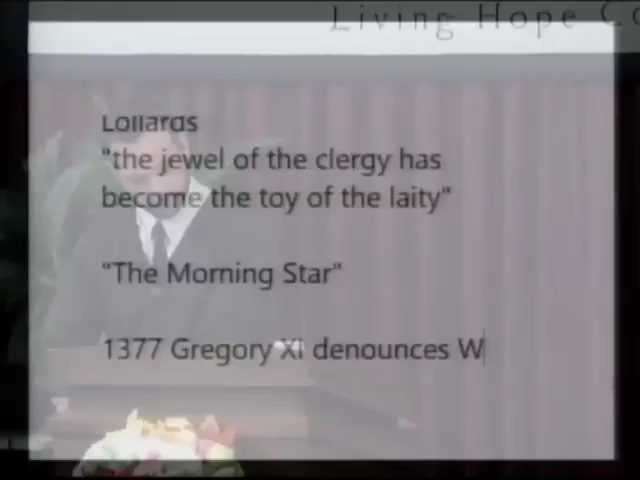 Living Hope Co
Lollards
"the jewel of the clergy has
become the toy of the laity"
"The Morning Star"
1377 Gregory XI denounces W